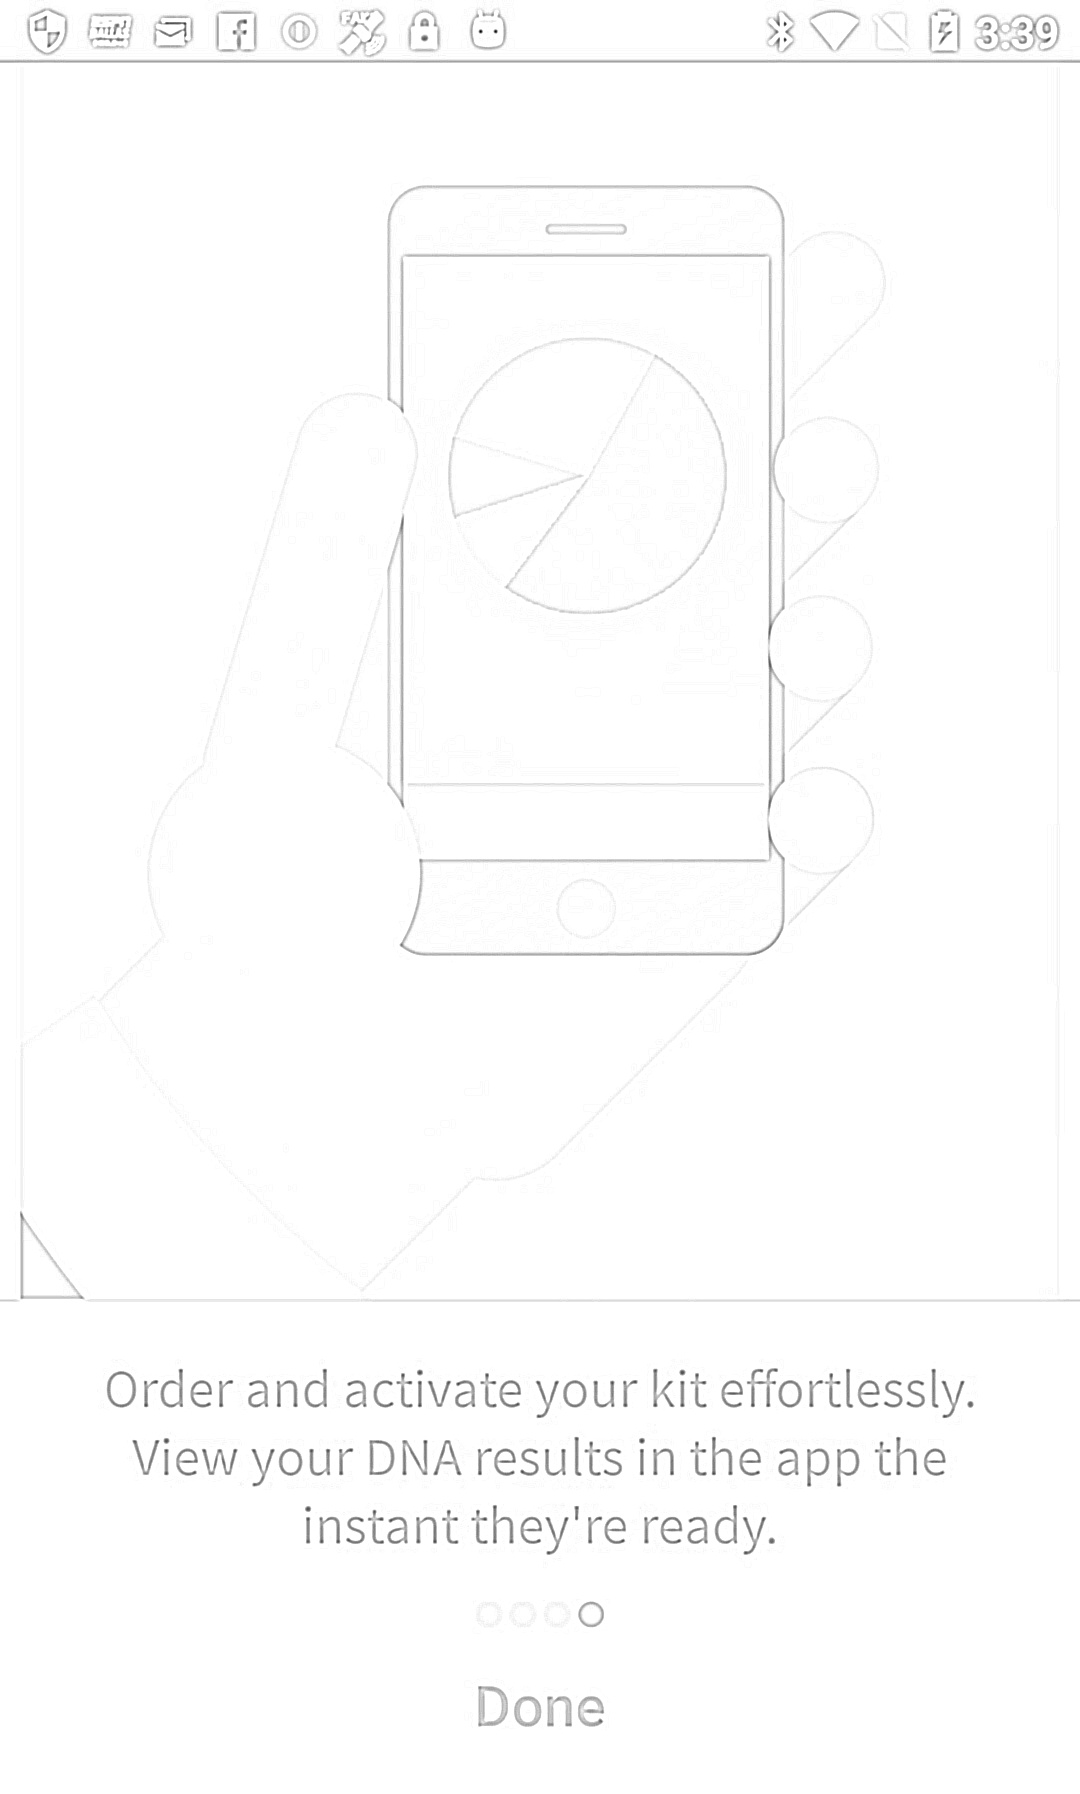 3:39
Order and activate your kit effortlessly.
View your DNA results in the app the
instant they're ready.
Done